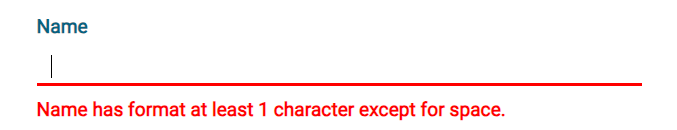 Name
Name has format at least 1 character except for space.